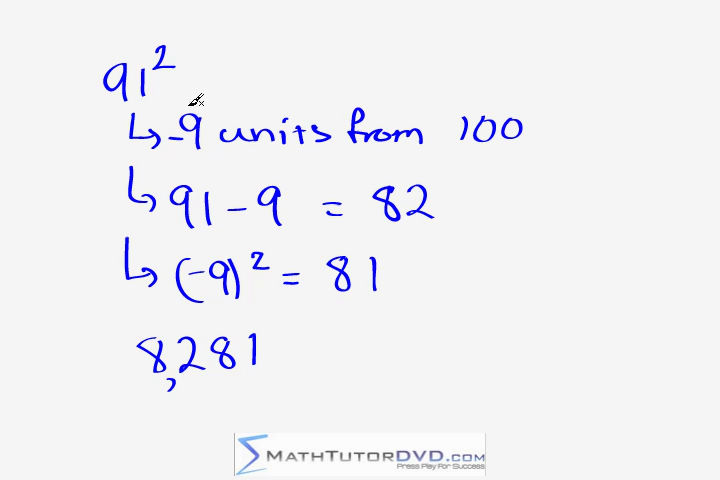 91²
↳ -9 units from 100
↳ 91 - 9 = 82
↳ (-9)² = 81
8,281
MATHTUTORDVD.COM
Press Play For Success